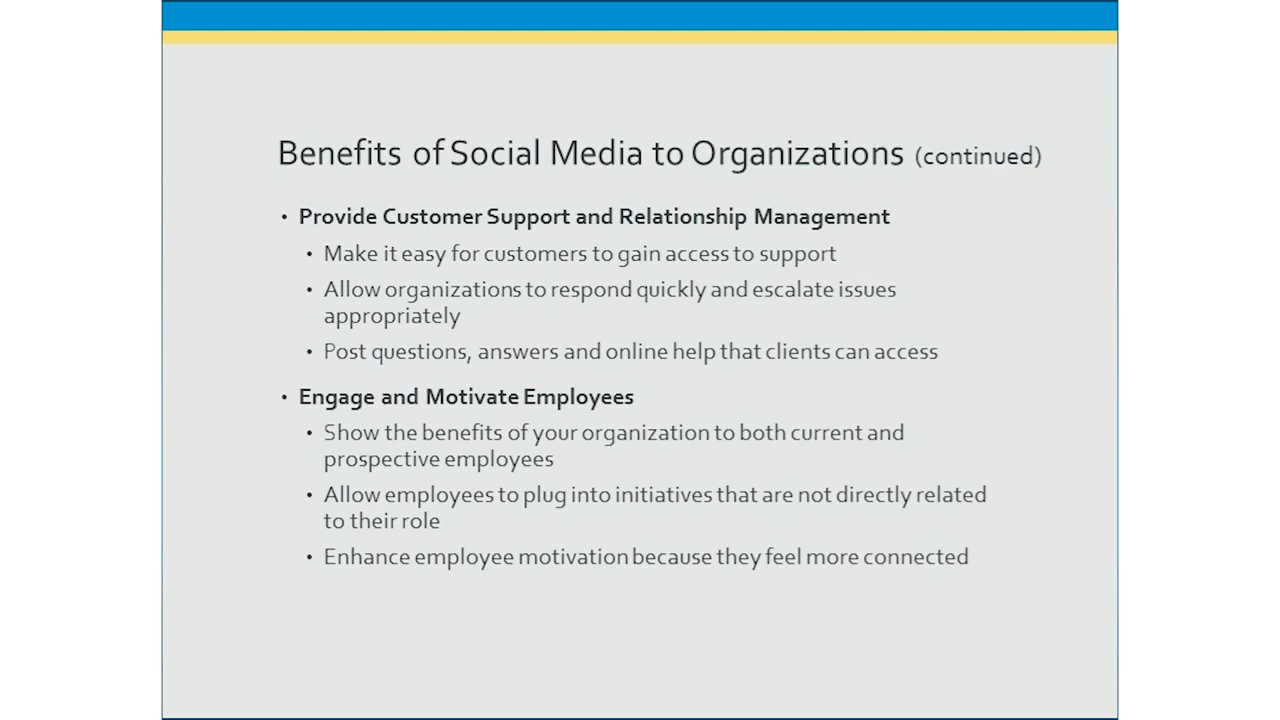 Benefits of Social Media to Organizations (continued)
• Provide Customer Support and Relationship Management
• Make it easy for customers to gain access to support
• Allow organizations to respond quickly and escalate issues
appropriately
• Post questions, answers and online help that clients can access
• Engage and Motivate Employees
• Show the benefits of your organization to both current and
prospective employees
• Allow employees to plug into initiatives that are not directly related
to their role
• Enhance employee motivation because they feel more connected